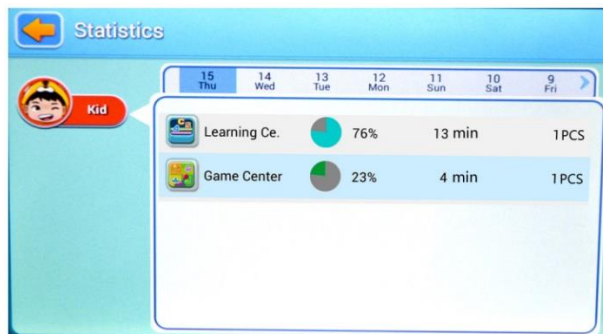 Statistics
15 14 13 12 11 10 9
Thu Wed Tue Mon Sun Sat Fri
Kid
Learning Ce. 76% 13 min 1PCS
Game Center 23% 4 min 1PCS